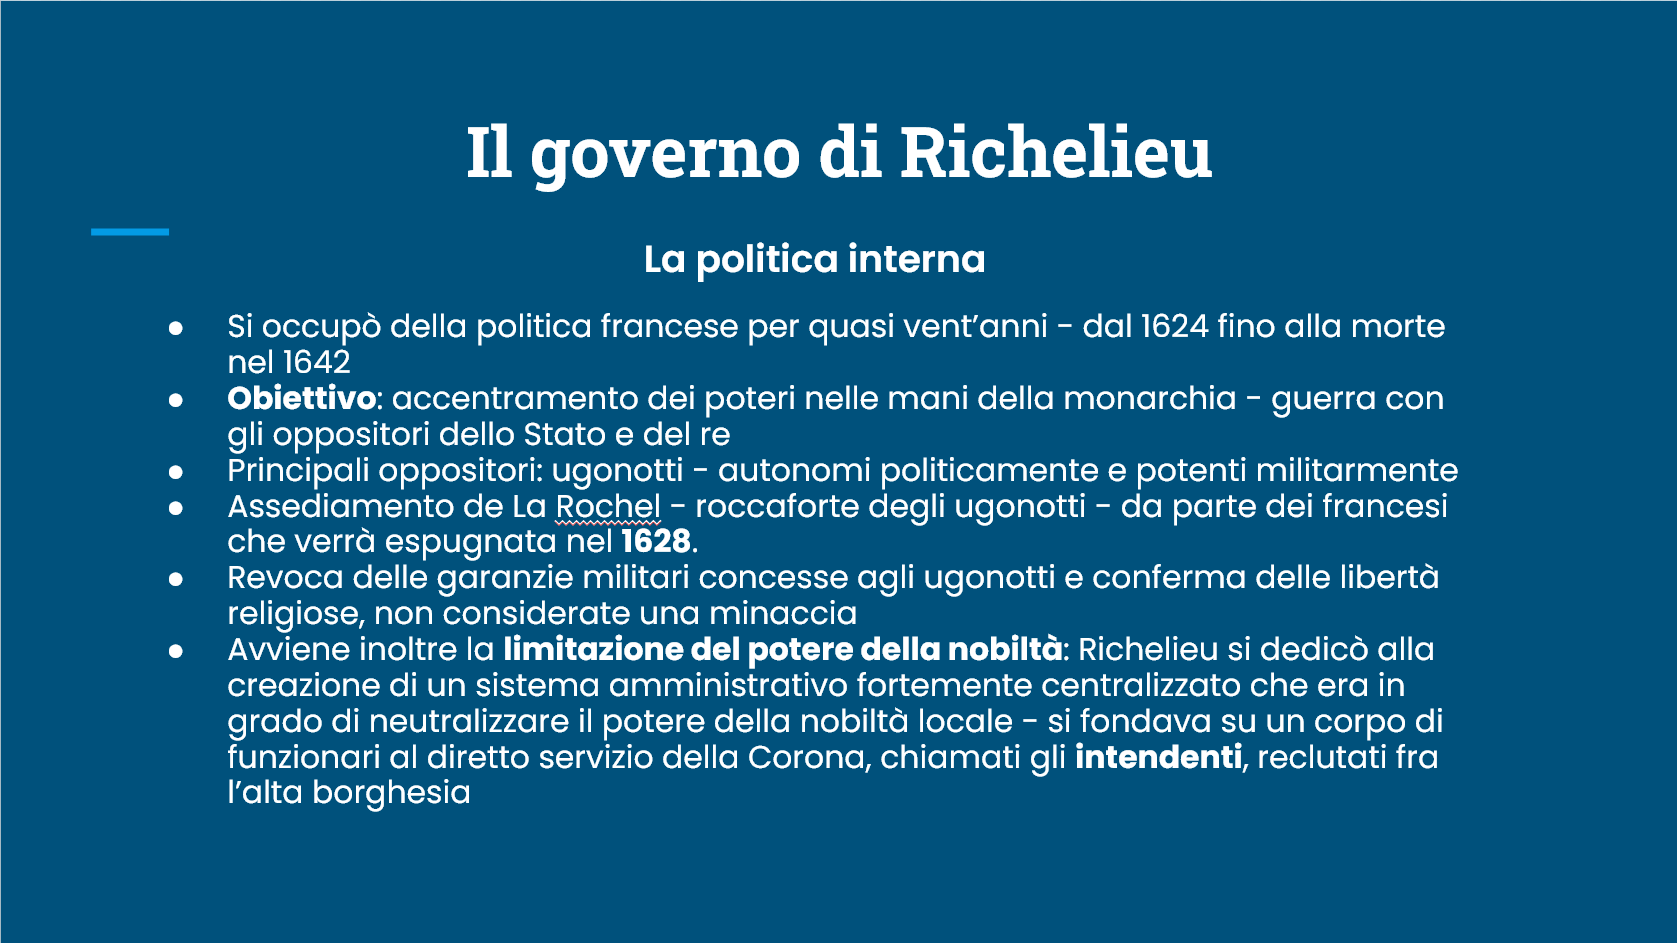 Il governo di Richelieu
La politica interna
● Si occupò della politica francese per quasi vent’anni - dal 1624 fino alla morte
nel 1642
● Obiettivo: accentramento dei poteri nelle mani della monarchia - guerra con
gli oppositori dello Stato e del re
● Principali oppositori: ugonotti - autonomi politicamente e potenti militarmente
● Assediamento de La Rochel - roccaforte degli ugonotti - da parte dei francesi
che verrà espugnata nel 1628.
● Revoca delle garanzie militari concesse agli ugonotti e conferma delle libertà
religiose, non considerate una minaccia
● Avviene inoltre la limitazione del potere della nobiltà: Richelieu si dedicò alla
creazione di un sistema amministrativo fortemente centralizzato che era in
grado di neutralizzare il potere della nobiltà locale - si fondava su un corpo di
funzionari al diretto servizio della Corona, chiamati gli intendenti, reclutati fra
l’alta borghesia